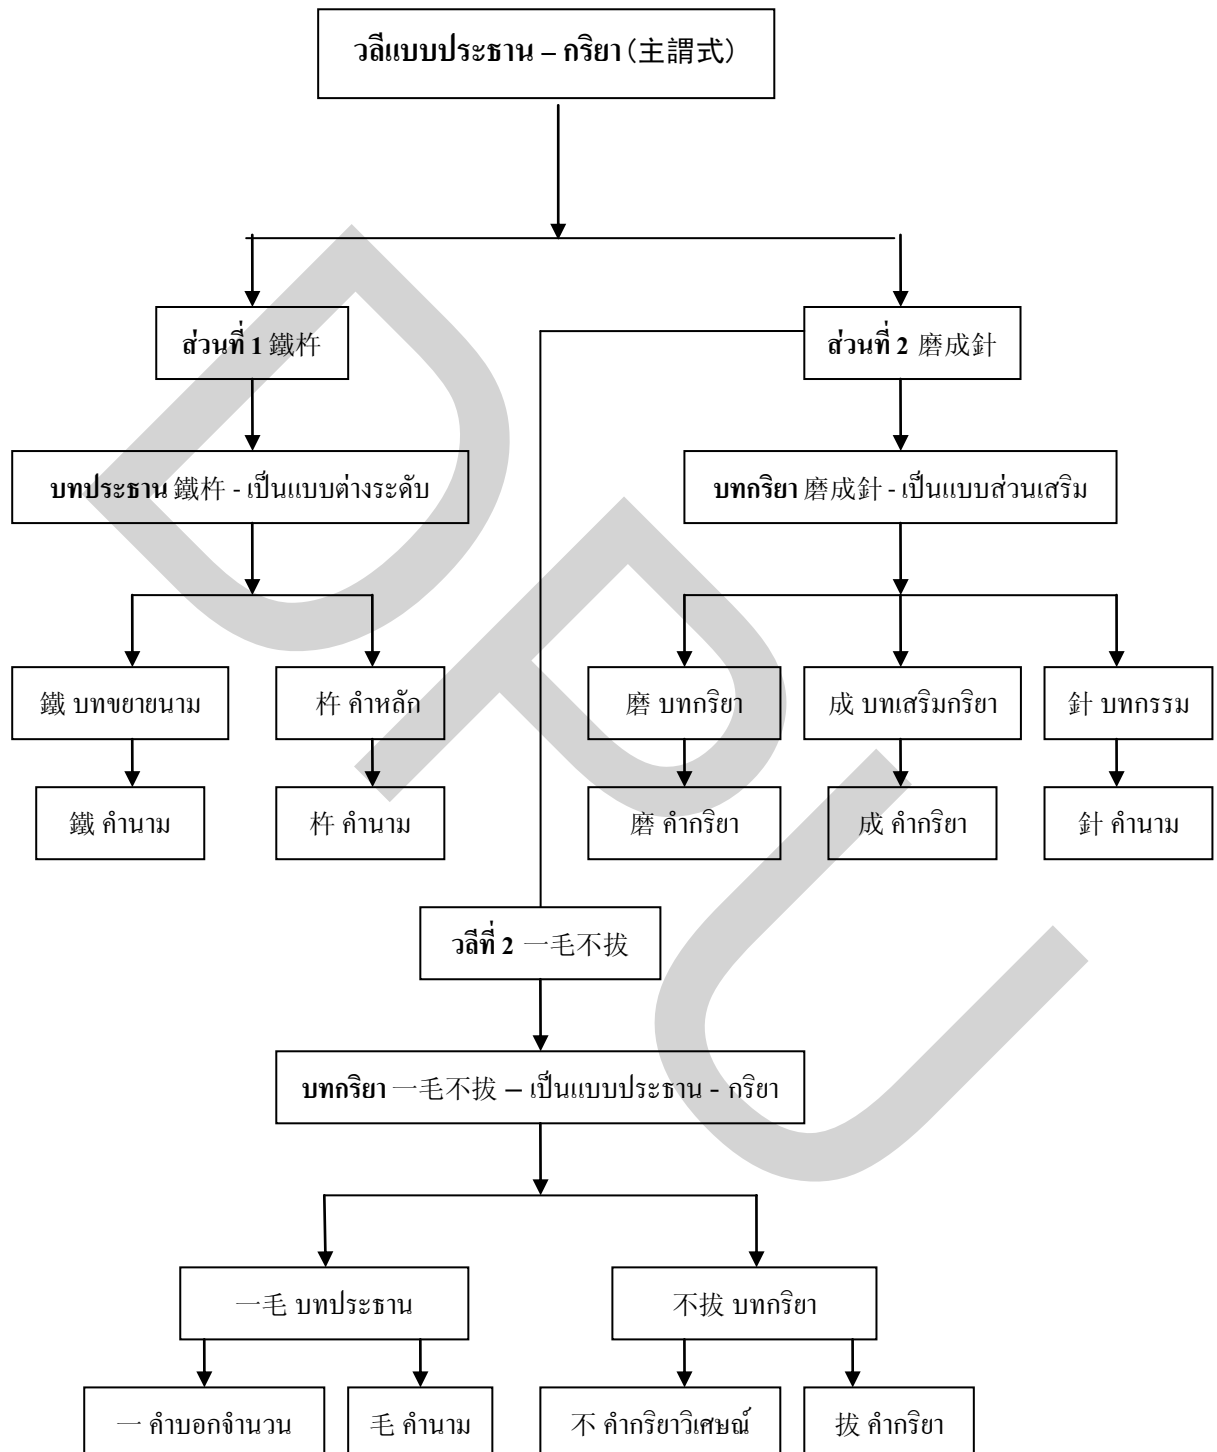 วลีแบบประธาน – กริยา (主謂式)
ส่วนที่ 1 鐵杵
ส่วนที่ 2 磨成針
บทประธาน 鐵杵 - เป็นแบบต่างระดับ
บทกริยา 磨成針 - เป็นแบบส่วนเสริม
鐵 บทขยายนาม
杵 คำหลัก
磨 บทกริยา
成 บทเสริมกริยา
針 บทกรรม
鐵 คำนาม
杵 คำนาม
磨 คำกริยา
成 คำกริยา
針 คำนาม
วลีที่ 2 一毛不拔
บทกริยา 一毛不拔 – เป็นแบบประธาน - กริยา
一毛 บทประธาน
不拔 บทกริยา
一 คำบอกจำนวน
毛 คำนาม
不 คำกริยาวิเศษณ์
拔 คำกริยา
DPU